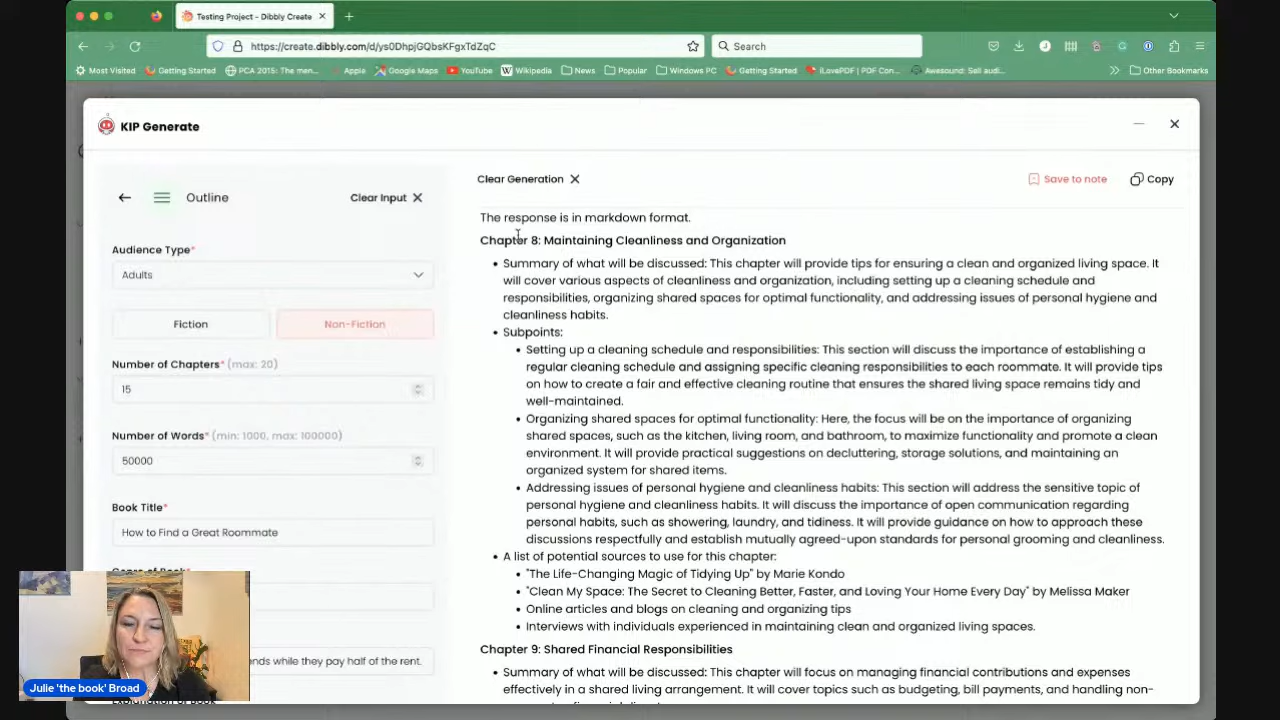 Testing Project - Dibbly Create
https://create.dibbly.com/d/ys0DhpjGQbsKFgxTdZqC
Search
Most Visited
Getting Started
PCA 2015: The men...
Apple
Google Maps
YouTube
Wikipedia
News
Popular
Windows PC
Getting Started
iLovePDF | PDF Con...
Awesound: Sell audi...
Other Bookmarks
KIP Generate
Outline
Clear Input
Audience Type*
Adults
Fiction
Non-Fiction
Number of Chapters* (max: 20)
15
Number of Words* (min: 1000, max: 100000)
50000
Book Title*
How to Find a Great Roommate
nds while they pay half of the rent.
Julie 'the book' Broad
Clear Generation
Save to note
Copy
The response is in markdown format.
Chapter 8: Maintaining Cleanliness and Organization
Summary of what will be discussed: This chapter will provide tips for ensuring a clean and organized living space. It
will cover various aspects of cleanliness and organization, including setting up a cleaning schedule and
responsibilities, organizing shared spaces for optimal functionality, and addressing issues of personal hygiene and
cleanliness habits.
Subpoints:
Setting up a cleaning schedule and responsibilities: This section will discuss the importance of establishing a
regular cleaning schedule and assigning specific cleaning responsibilities to each roommate. It will provide tips
on how to create a fair and effective cleaning routine that ensures the shared living space remains tidy and
well-maintained.
Organizing shared spaces for optimal functionality: Here, the focus will be on the importance of organizing
shared spaces, such as the kitchen, living room, and bathroom, to maximize functionality and promote a clean
environment. It will provide practical suggestions on decluttering, storage solutions, and maintaining an
organized system for shared items.
Addressing issues of personal hygiene and cleanliness habits: This section will address the sensitive topic of
personal hygiene and cleanliness habits. It will discuss the importance of open communication regarding
personal habits, such as showering, laundry, and tidiness. It will provide guidance on how to approach these
discussions respectfully and establish mutually agreed-upon standards for personal grooming and cleanliness.
A list of potential sources to use for this chapter:
"The Life-Changing Magic of Tidying Up" by Marie Kondo
"Clean My Space: The Secret to Cleaning Better, Faster, and Loving Your Home Every Day" by Melissa Maker
Online articles and blogs on cleaning and organizing tips
Interviews with individuals experienced in maintaining clean and organized living spaces.
Chapter 9: Shared Financial Responsibilities
Summary of what will be discussed: This chapter will focus on managing financial contributions and expenses
effectively in a shared living arrangement. It will cover topics such as budgeting, bill payments, and handling non-